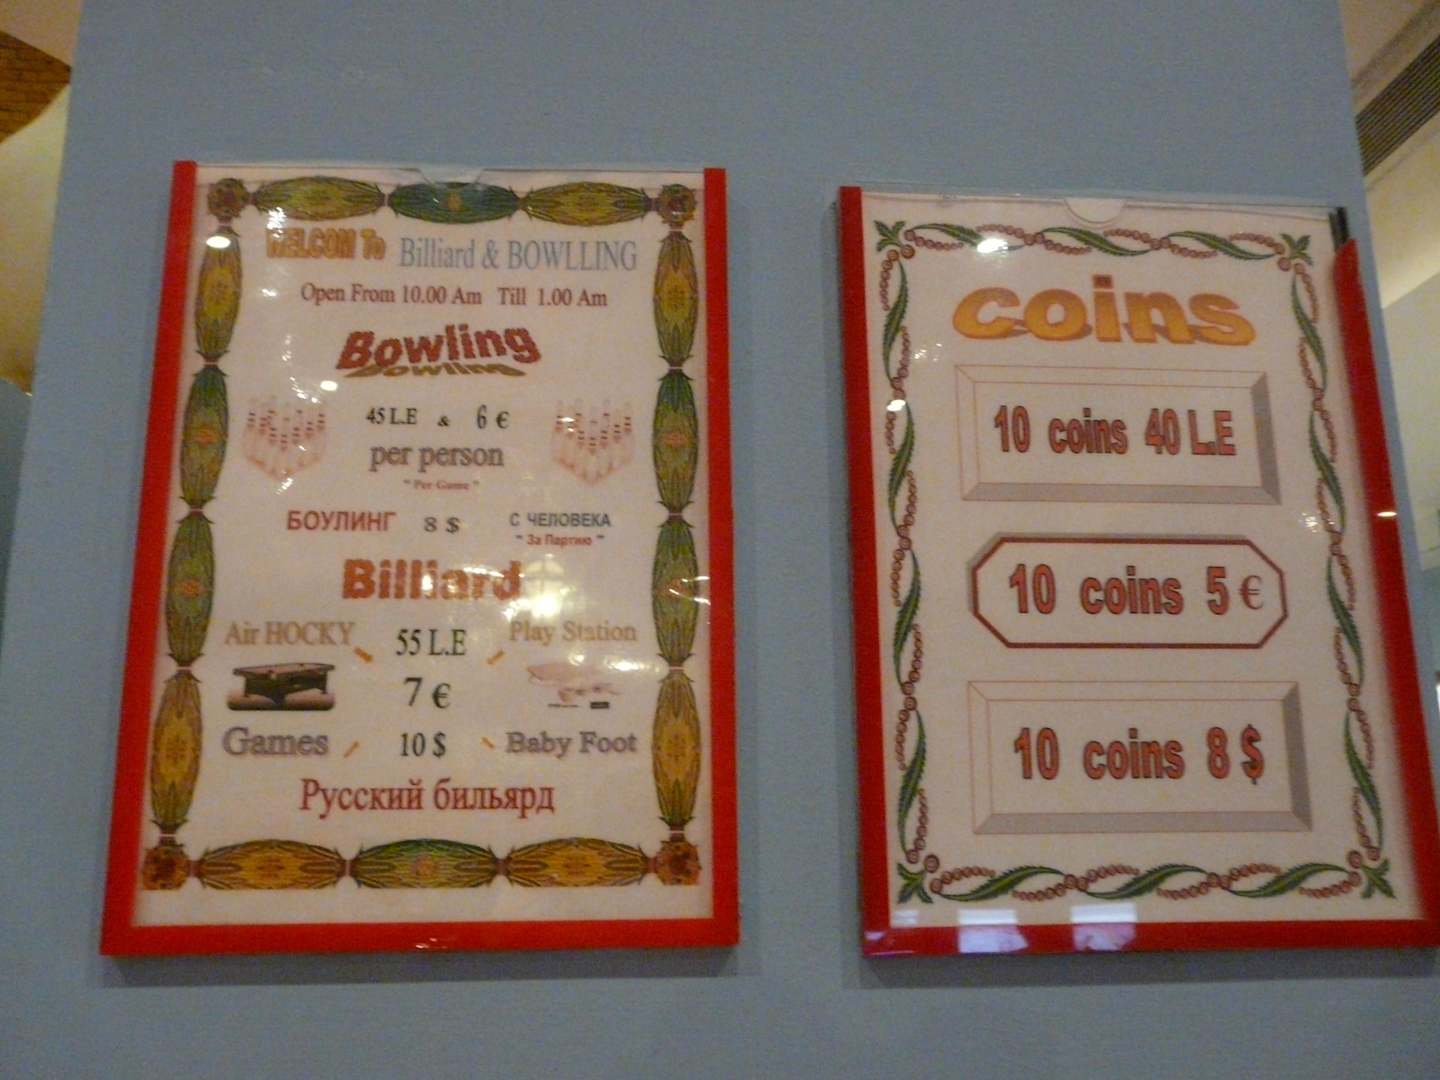 WELCOM To Billiard & BOWLLING
Open From 10.00 Am Till 1.00 Am
Bowling
45 L.E & 6 €
per person
" Per Game "
БОУЛИНГ 8 $ С ЧЕЛОВЕКА
" За Партию "
Billiard
Air HOCKY 55 L.E Play Station
7 €
Games 10 $ Baby Foot
Русский бильярд
coins
10 coins 40 L.E
10 coins 5 €
10 coins 8 $